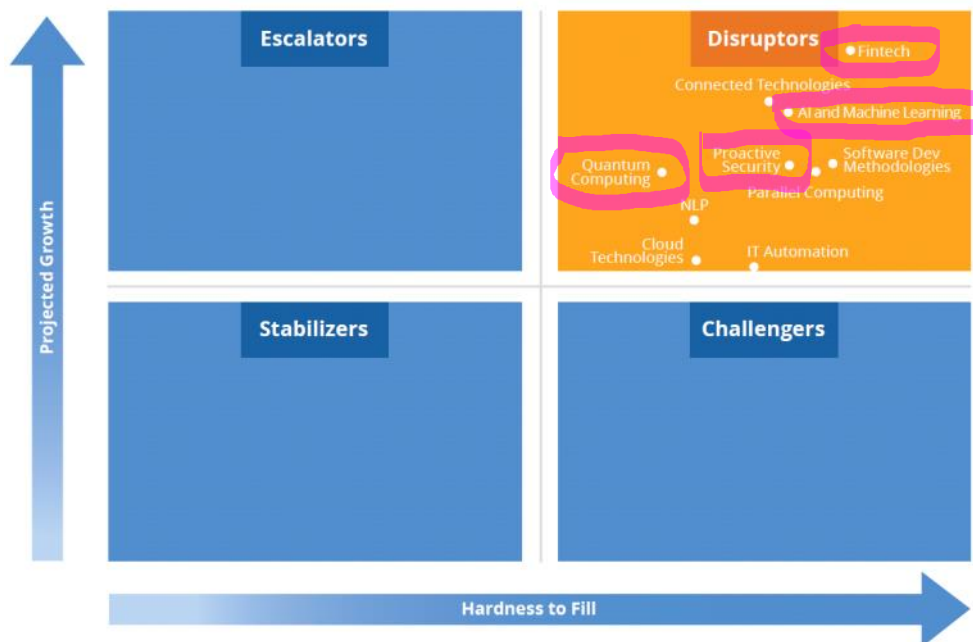 Escalators
Disruptors
Fintech
Connected Technologies
AI and Machine Learning
Proactive
Security
Software Dev
Methodologies
Quantum
Computing
Parallel Computing
NLP
Cloud
Technologies
IT Automation
Projected Growth
Stabilizers
Challengers
Hardness to Fill